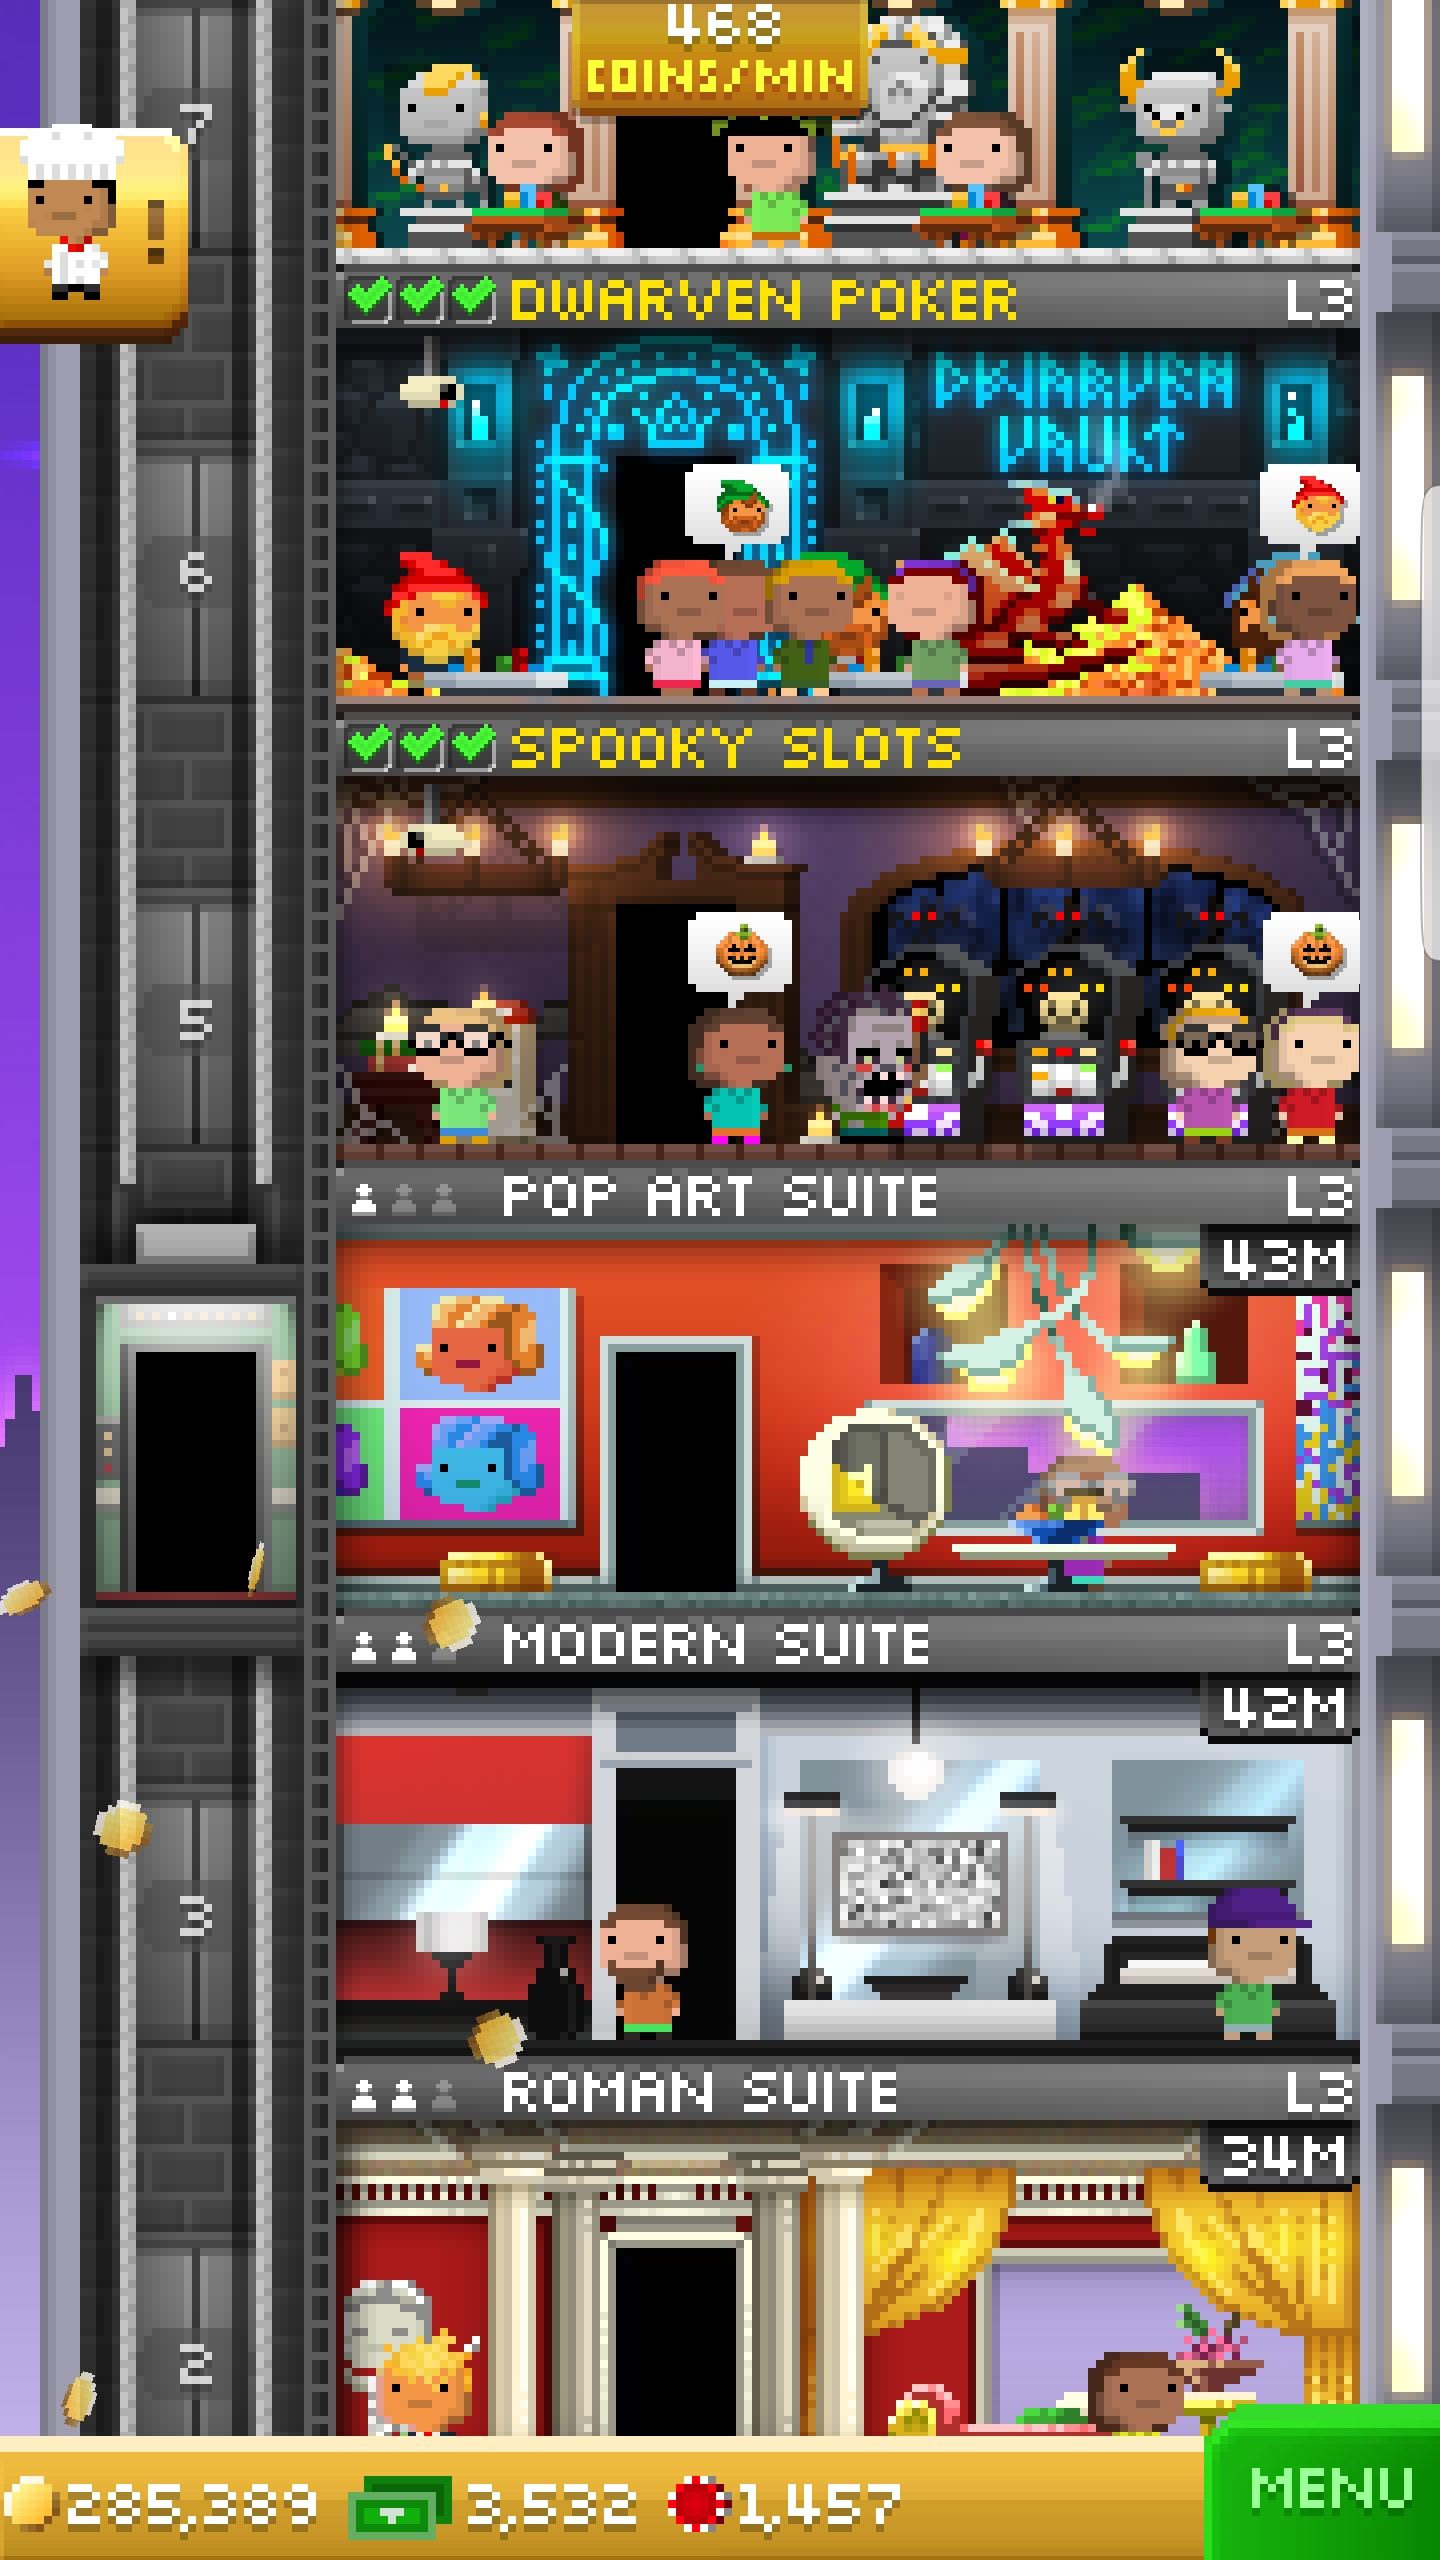 468
COINS/MIN
7
!
DWARVEN POKER L3
DWARVEN
VAULT
6
SPOOKY SLOTS L3
5
POP ART SUITE L3
43M
MODERN SUITE L3
42M
3
ROMAN SUITE L3
34M
2
285,389 3,532 1,457 MENU